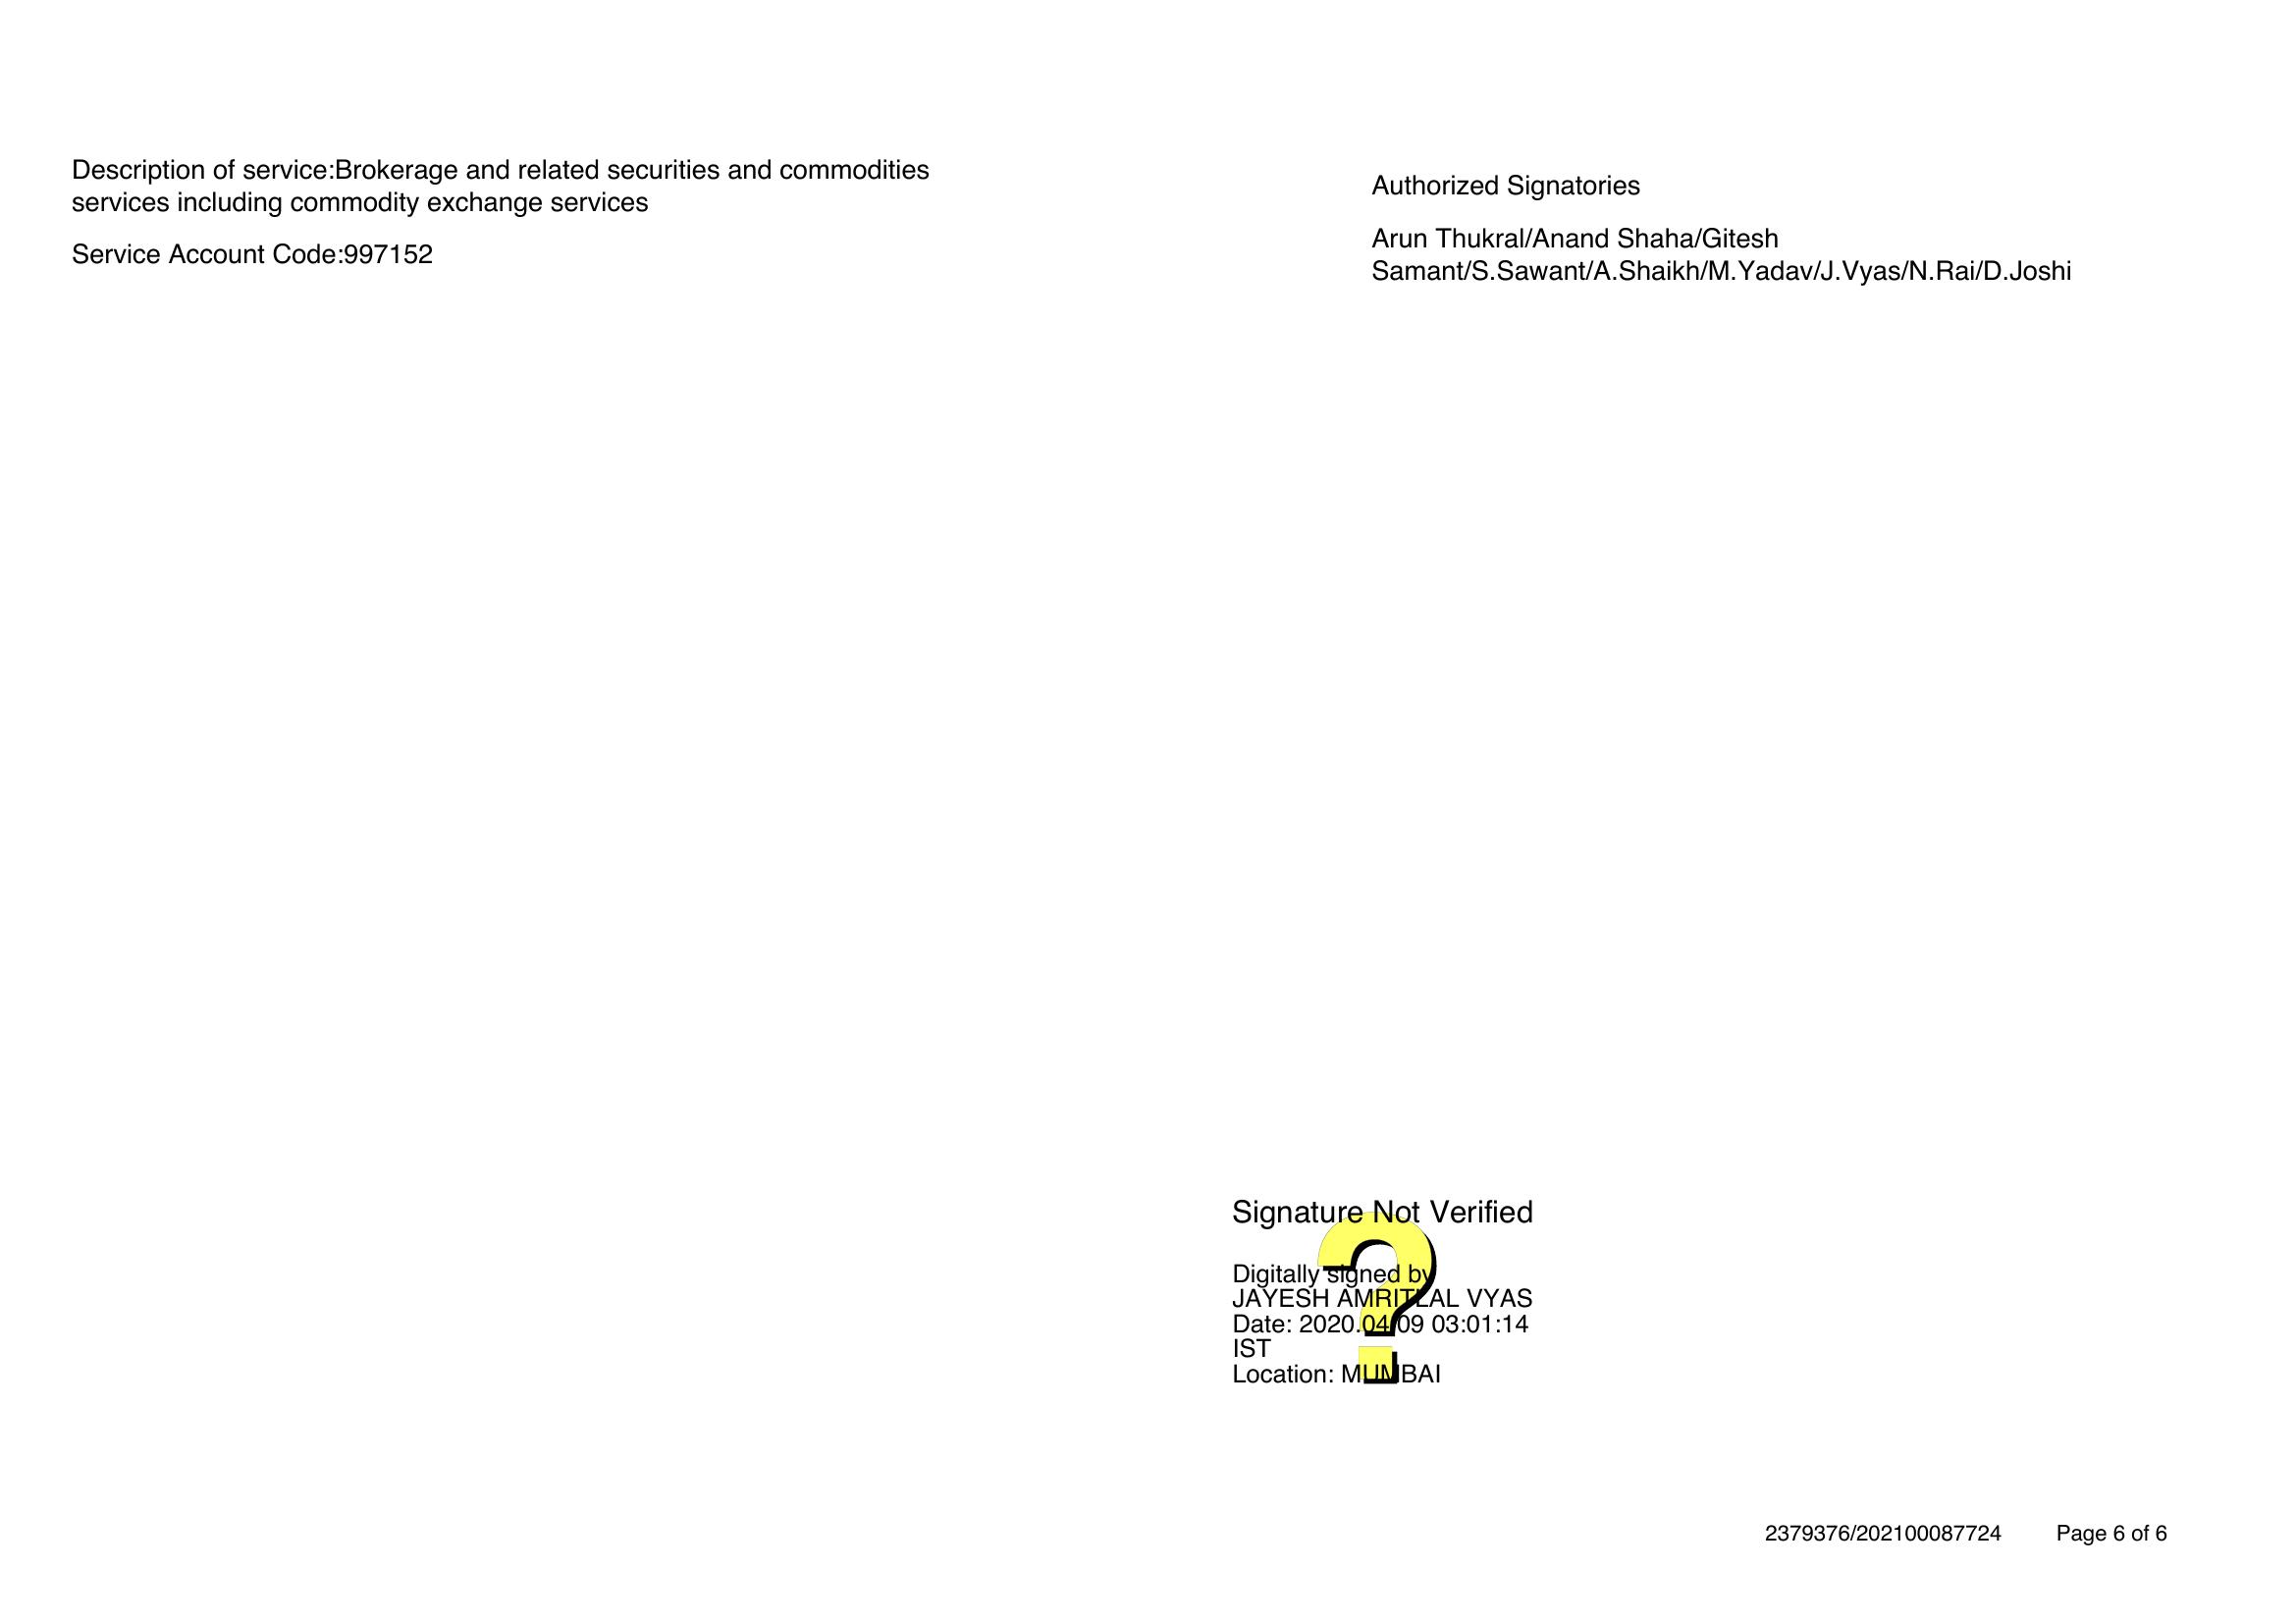 Description of service:Brokerage and related securities and commodities
services including commodity exchange services
Service Account Code:997152
Authorized Signatories
Arun Thukral/Anand Shaha/Gitesh
Samant/S.Sawant/A.Shaikh/M.Yadav/J.Vyas/N.Rai/D.Joshi
Signature Not Verified
Digitally signed by
JAYESH AMRITLAL VYAS
Date: 2020.04.09 03:01:14
IST
Location: MUMBAI
2379376/202100087724 Page 6 of 6